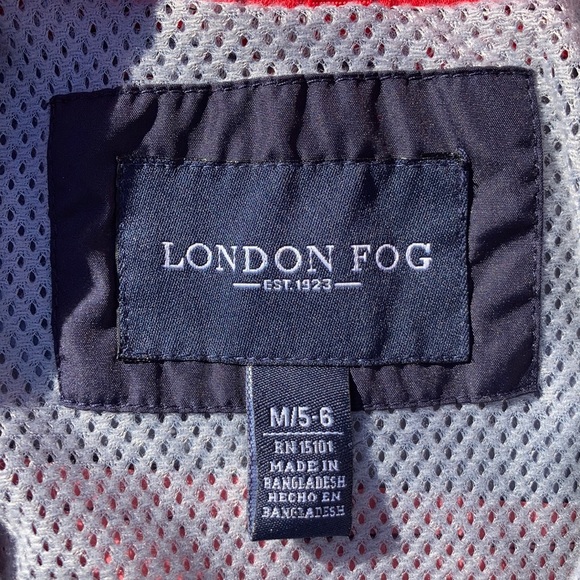 LONDON FOG
EST. 1923
M/5-6
RN 15101
MADE IN
BANGLADESH
HECHO EN
BANGLADESH